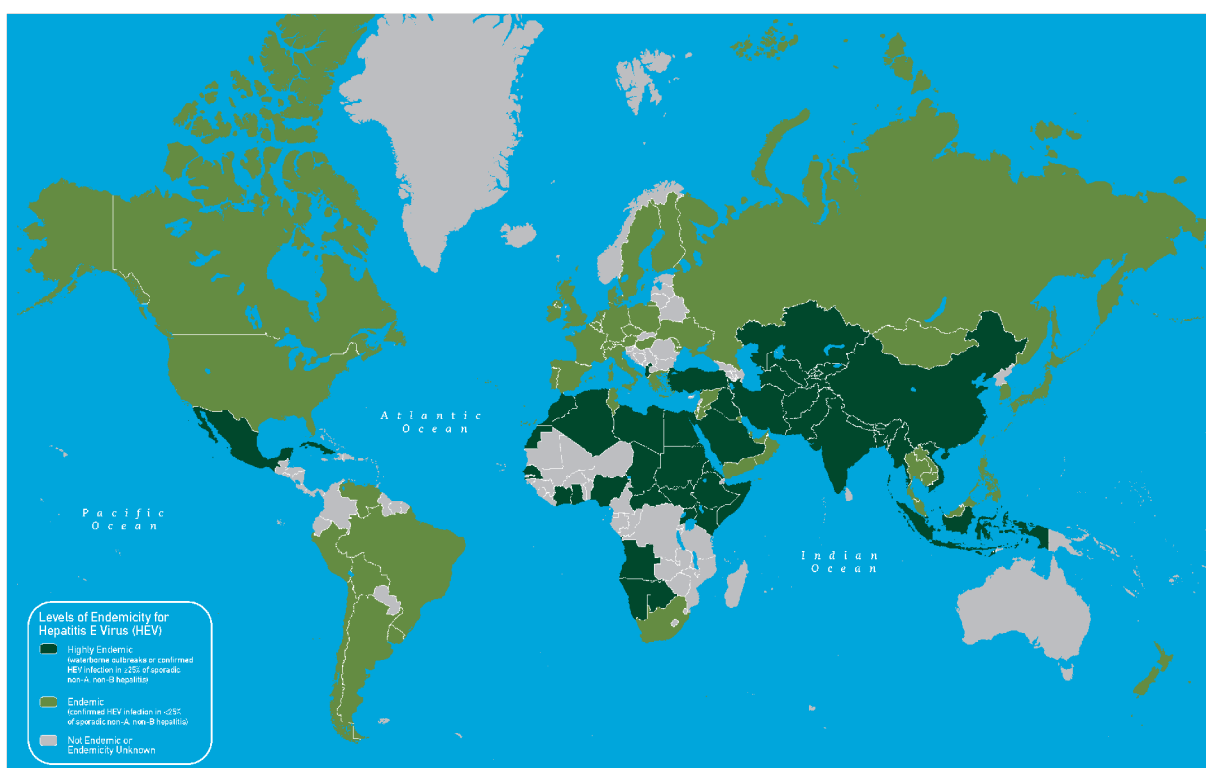 Atlantic
Ocean
Pacific
Ocean
Indian
Ocean
Levels of Endemicity for
Hepatitis E Virus (HEV)
Highly Endemic
(waterborne outbreaks or confirmed
HEV infection in ≥25% of sporadic
non-A, non-B hepatitis)
Endemic
(confirmed HEV infection in <25%
of sporadic non-A, non-B hepatitis)
Not Endemic or
Endemicity Unknown